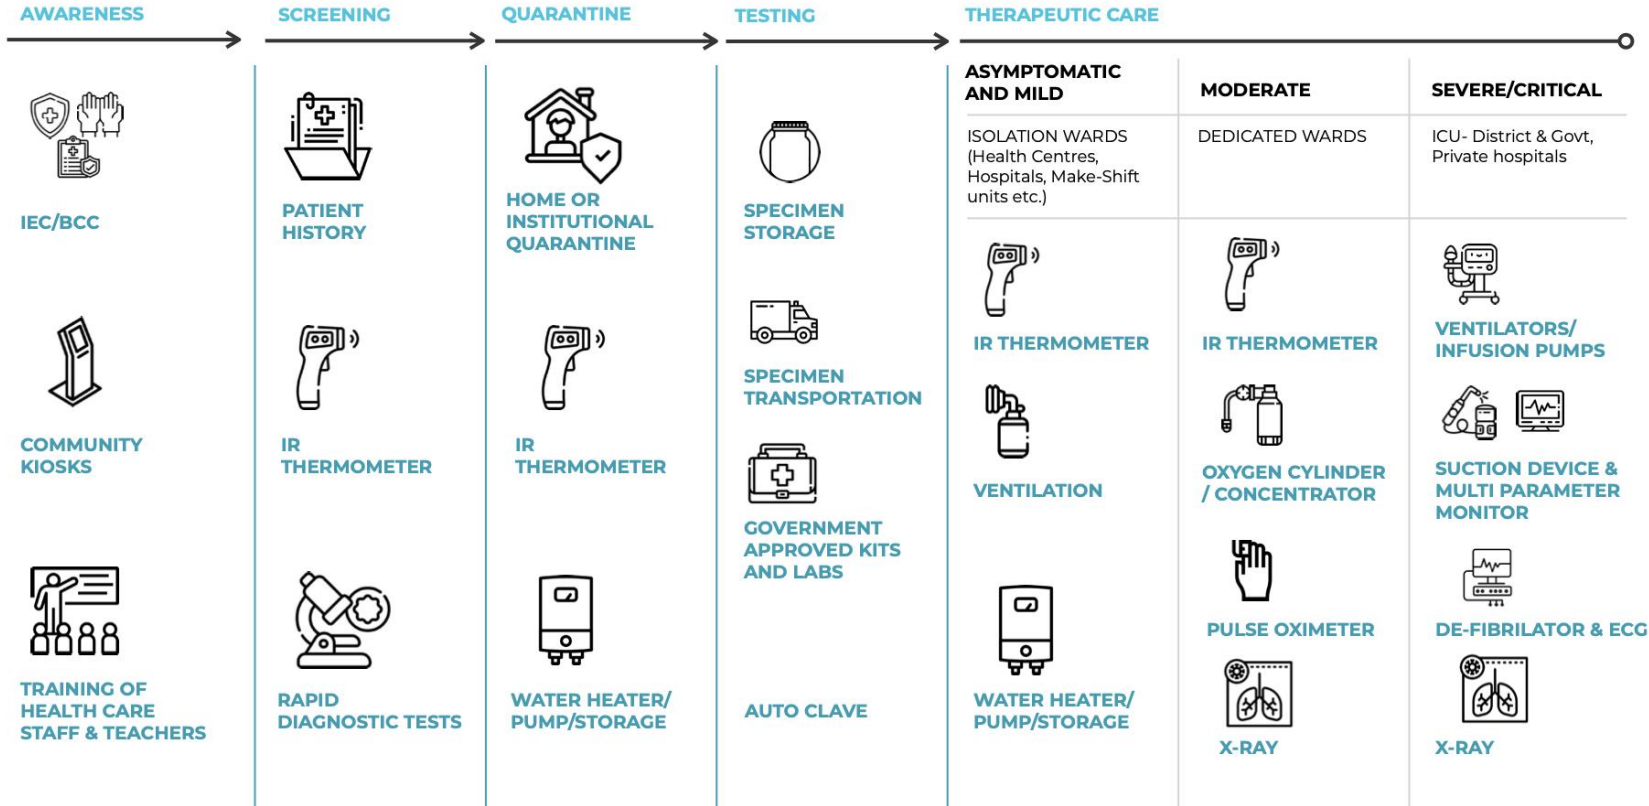 AWARENESS
SCREENING
QUARANTINE
TESTING
THERAPEUTIC CARE
IEC/BCC
COMMUNITY
KIOSKS
TRAINING OF
HEALTH CARE
STAFF & TEACHERS
PATIENT
HISTORY
IR
THERMOMETER
RAPID
DIAGNOSTIC TESTS
HOME OR
INSTITUTIONAL
QUARANTINE
IR
THERMOMETER
WATER HEATER/
PUMP/STORAGE
SPECIMEN
STORAGE
SPECIMEN
TRANSPORTATION
GOVERNMENT
APPROVED KITS
AND LABS
AUTO CLAVE
ASYMPTOMATIC
AND MILD
ISOLATION WARDS
(Health Centres,
Hospitals, Make-Shift
units etc.)
IR THERMOMETER
VENTILATION
WATER HEATER/
PUMP/STORAGE
MODERATE
DEDICATED WARDS
IR THERMOMETER
OXYGEN CYLINDER
/ CONCENTRATOR
PULSE OXIMETER
X-RAY
SEVERE/CRITICAL
ICU- District & Govt,
Private hospitals
VENTILATORS/
INFUSION PUMPS
SUCTION DEVICE &
MULTI PARAMETER
MONITOR
DE-FIBRILATOR & ECG
X-RAY